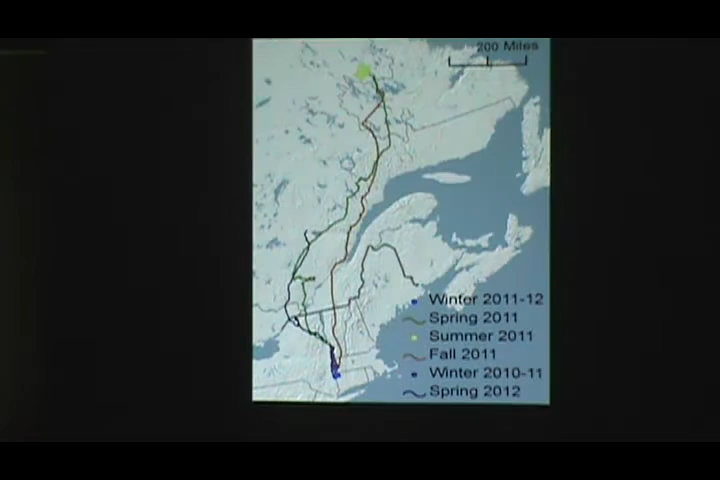 200 Miles
Winter 2011-12
Spring 2011
Summer 2011
Fall 2011
Winter 2010-11
Spring 2012